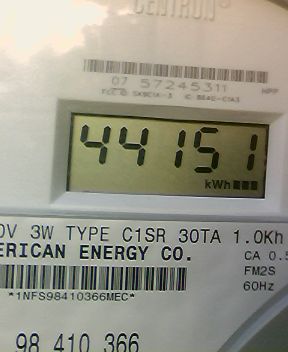 CENTRON®
07 57245311
HPP
44151
kWh
3W TYPE C1SR 30TA 1.0Kh
ERICAN ENERGY CO.
CA 0.5
FM2S
*1NFS98410366MEC*
60Hz
98 410 366